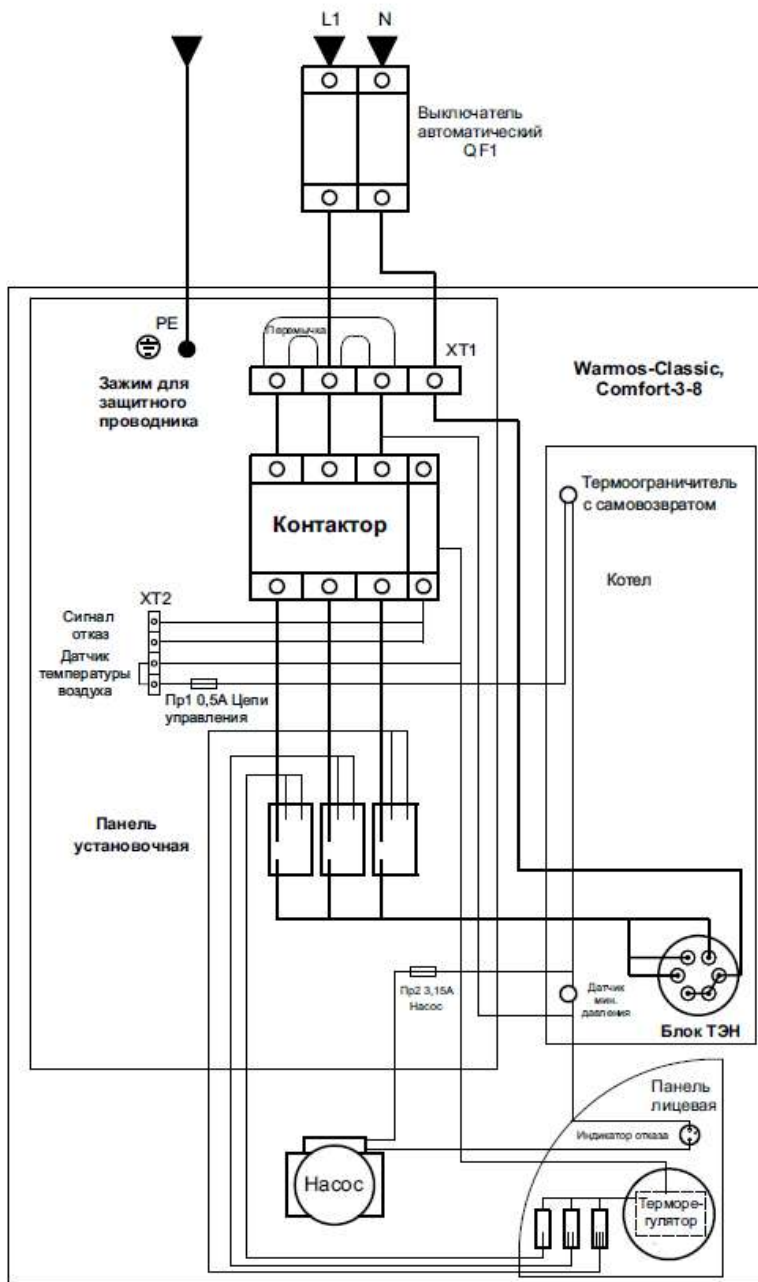 L1
N
Выключатель
автоматический
QF1
PE
Перемычка
XT1
Зажим для
защитного
проводника
Warmos-Classic,
Comfort-3-8
Термоограничитель
с самовозвратом
Контактор
Котел
XT2
Сигнал
отказ
Датчик
температуры
воздуха
Пр1 0,5А Цепи
управления
Панель
установочная
Пр2 3,15А
Насос
Датчик
мин.
давления
Блок ТЭН
Панель
лицевая
Индикатор отказа
Насос
Терморе-
гулятор